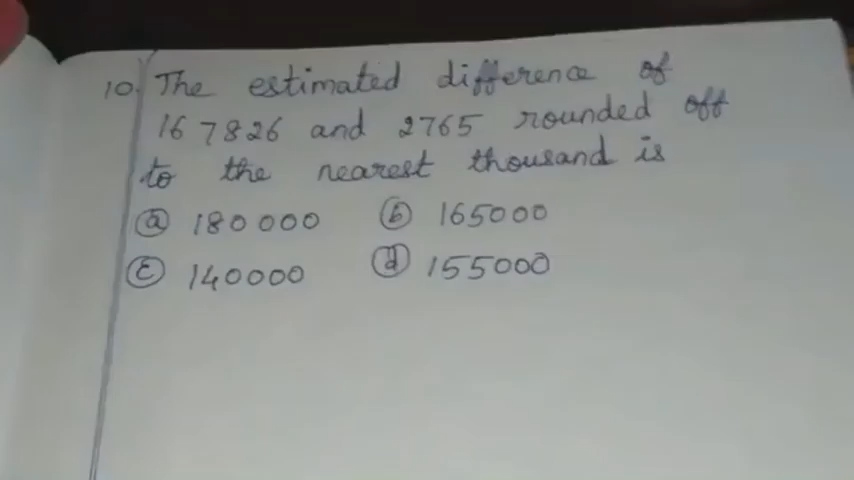 10. The estimated difference of
167826 and 2765 rounded off
to the nearest thousand is
(a) 180000 (b) 165000
(c) 140000 (d) 155000